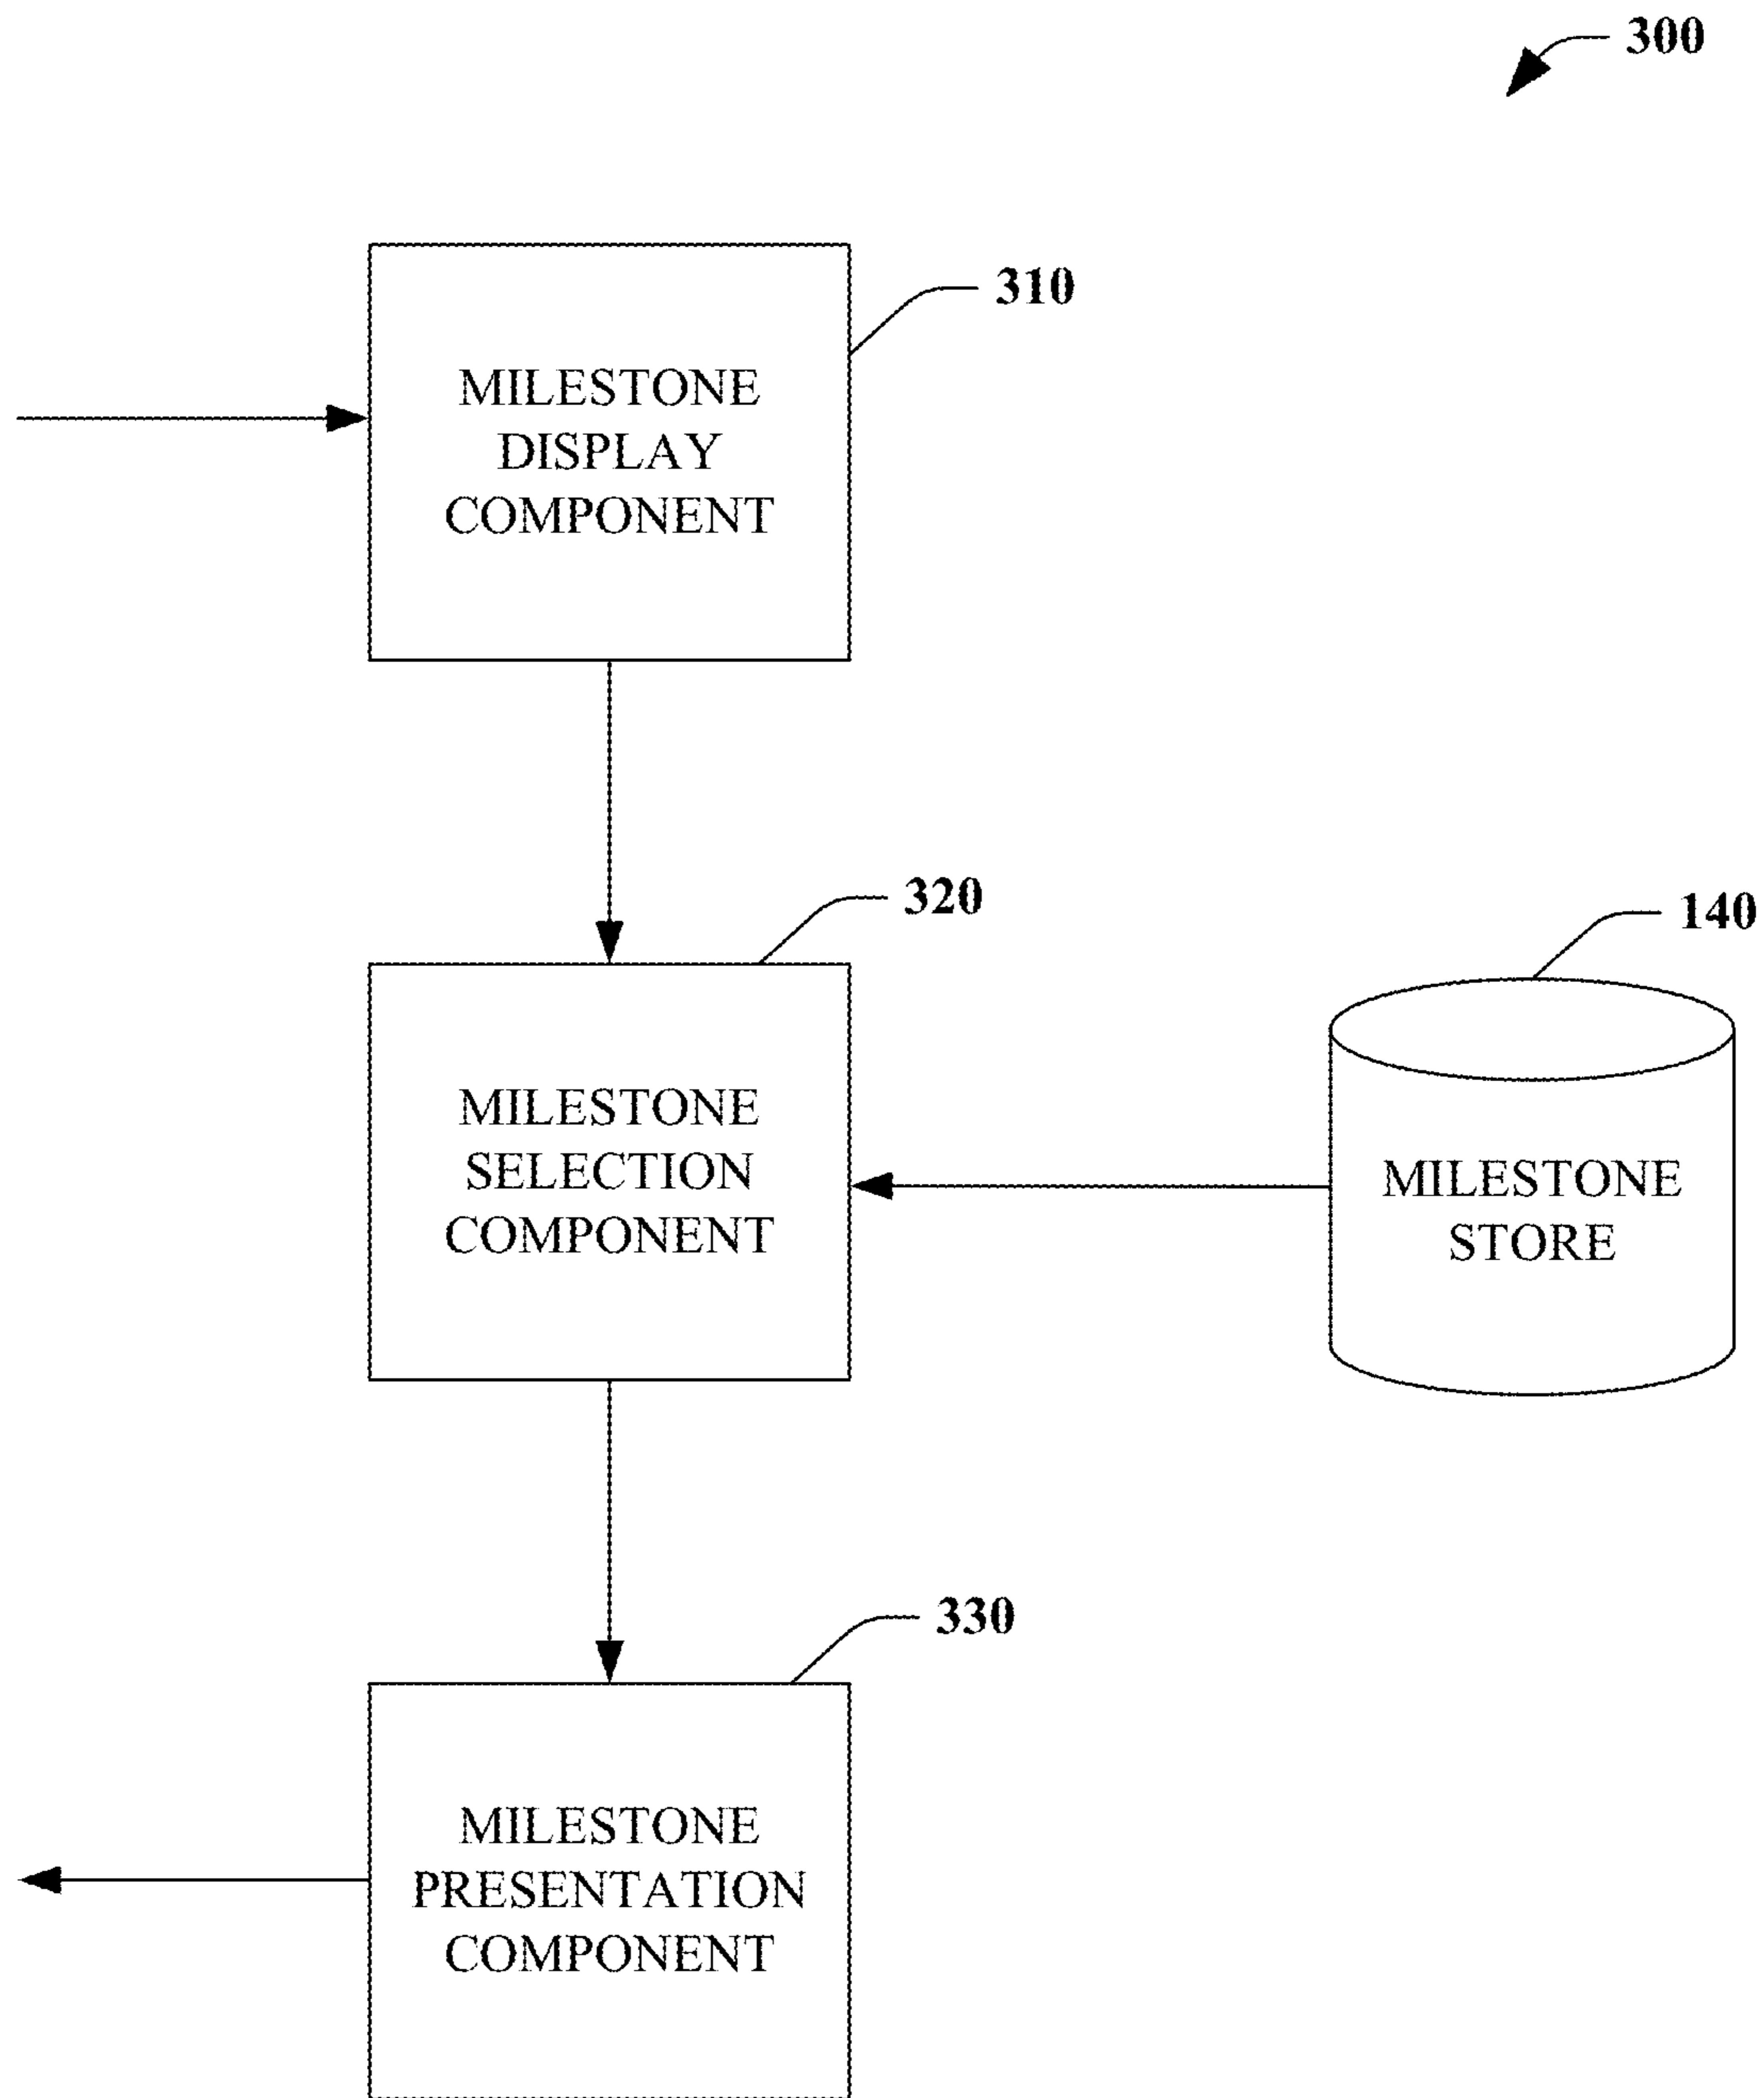 300
310
MILESTONE
DISPLAY
COMPONENT
320
140
MILESTONE
SELECTION
COMPONENT
MILESTONE
STORE
330
MILESTONE
PRESENTATION
COMPONENT